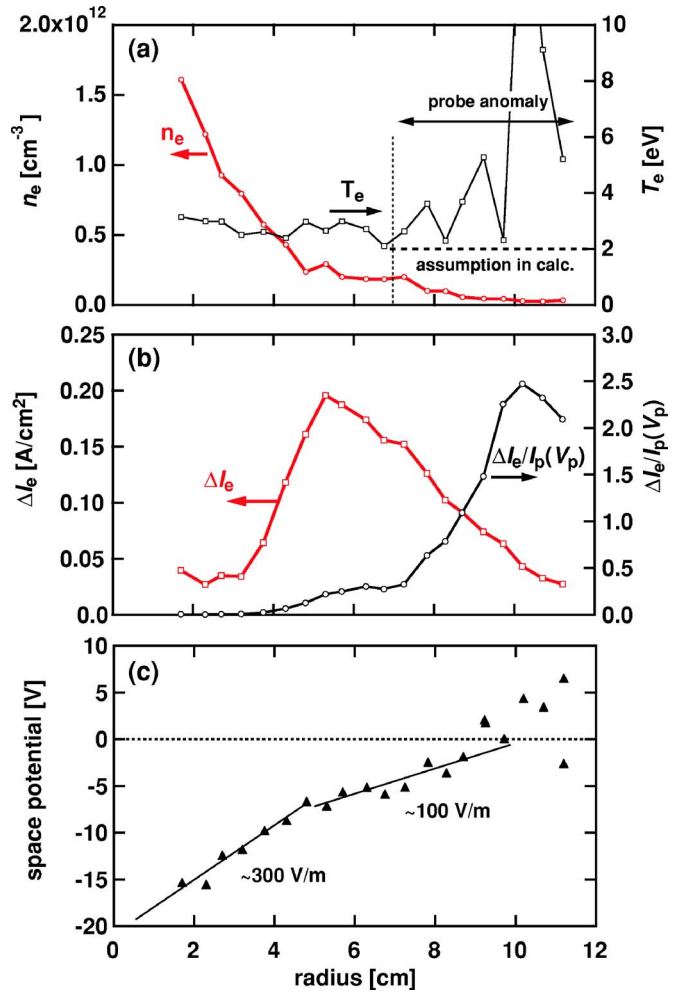 (a)
2.0x10¹²
1.5
1.0
0.5
0.0
nₑ [cm⁻³]
10
8
6
4
2
0
Tₑ [eV]
probe anomaly
nₑ
Tₑ
assumption in calc.
(b)
0.25
0.20
0.15
0.10
0.05
0.0
ΔIₑ [A/cm²]
3.0
2.5
2.0
1.5
1.0
0.5
0.0
ΔIₑ/Iₚ(Vₚ)
ΔIₑ
ΔIₑ/Iₚ(Vₚ)
(c)
10
5
0
-5
-10
-15
-20
space potential [V]
~100 V/m
~300 V/m
0 2 4 6 8 10 12
radius [cm]